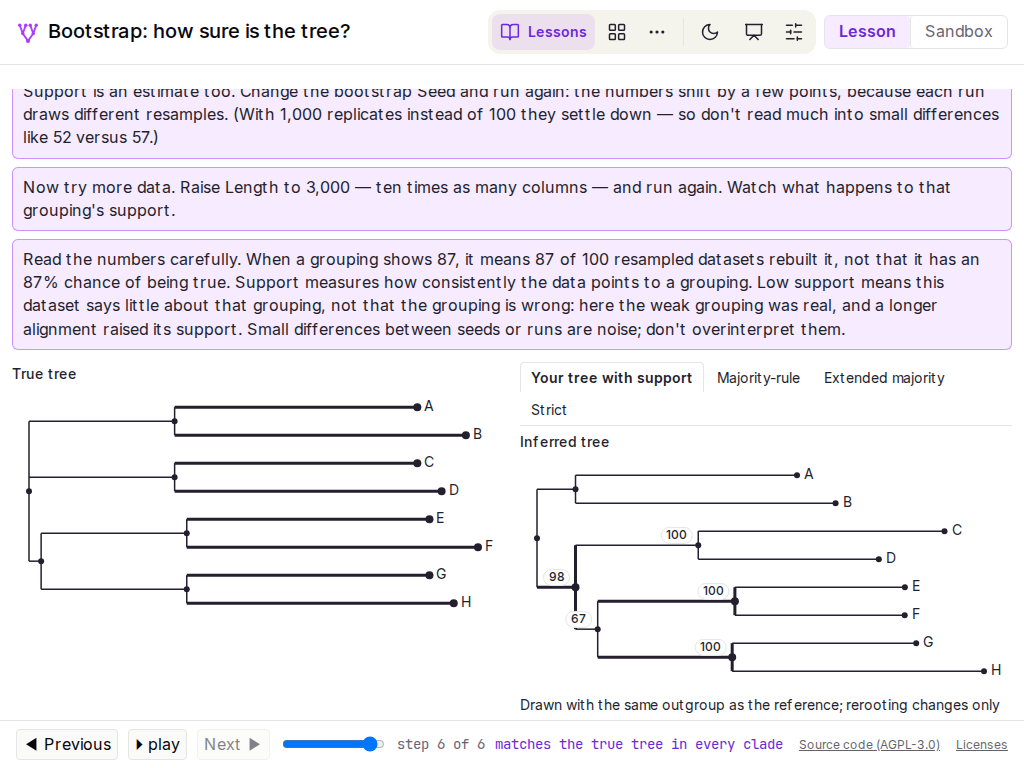 Bootstrap: how sure is the tree?
Lessons
Lesson
Sandbox
Support is an estimate too. Change the bootstrap Seed and run again: the numbers shift by a few points, because each run
draws different resamples. (With 1,000 replicates instead of 100 they settle down — so don't read much into small differences
like 52 versus 57.)
Now try more data. Raise Length to 3,000 — ten times as many columns — and run again. Watch what happens to that
grouping's support.
Read the numbers carefully. When a grouping shows 87, it means 87 of 100 resampled datasets rebuilt it, not that it has an
87% chance of being true. Support measures how consistently the data points to a grouping. Low support means this
dataset says little about that grouping, not that the grouping is wrong: here the weak grouping was real, and a longer
alignment raised its support. Small differences between seeds or runs are noise; don't overinterpret them.
True tree
A
B
C
D
E
F
G
H
Your tree with support
Majority-rule
Extended majority
Strict
Inferred tree
A
B
C
100
D
98
E
100
F
67
G
100
H
Drawn with the same outgroup as the reference; rerooting changes only
Previous
play
Next
step 6 of 6
matches the true tree in every clade
Source code (AGPL-3.0)
Licenses